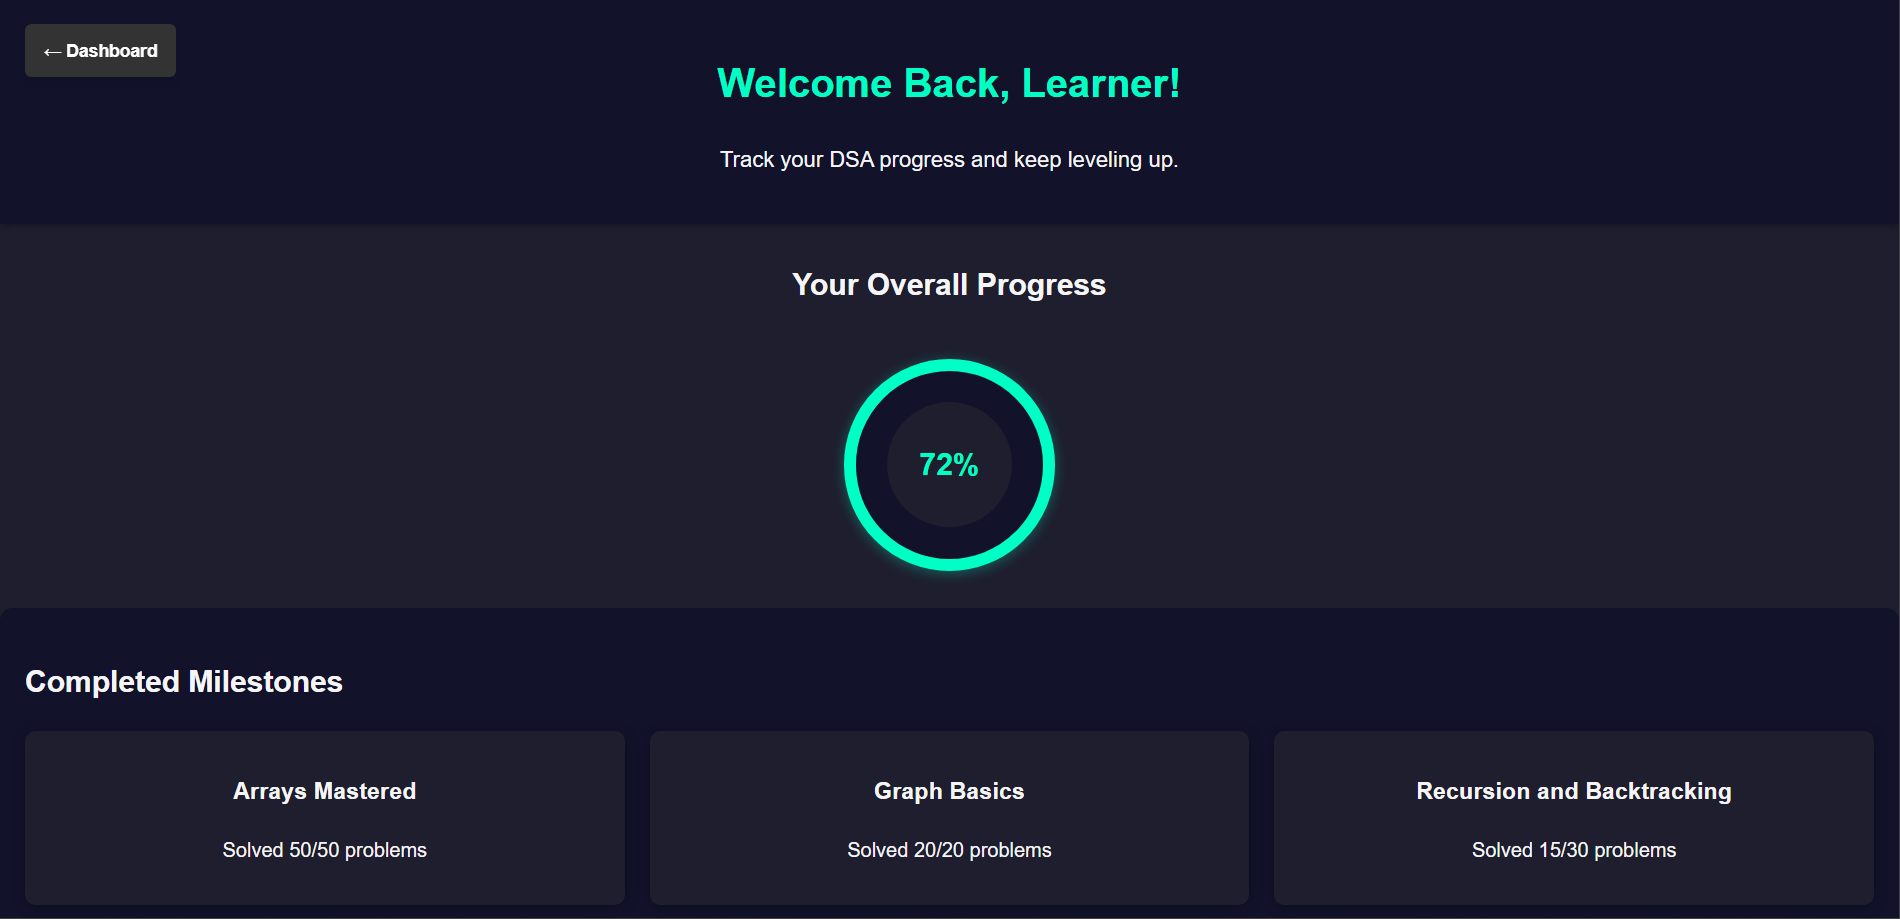 ← Dashboard
Welcome Back, Learner!
Track your DSA progress and keep leveling up.
Your Overall Progress
72%
Completed Milestones
Arrays Mastered
Solved 50/50 problems
Graph Basics
Solved 20/20 problems
Recursion and Backtracking
Solved 15/30 problems